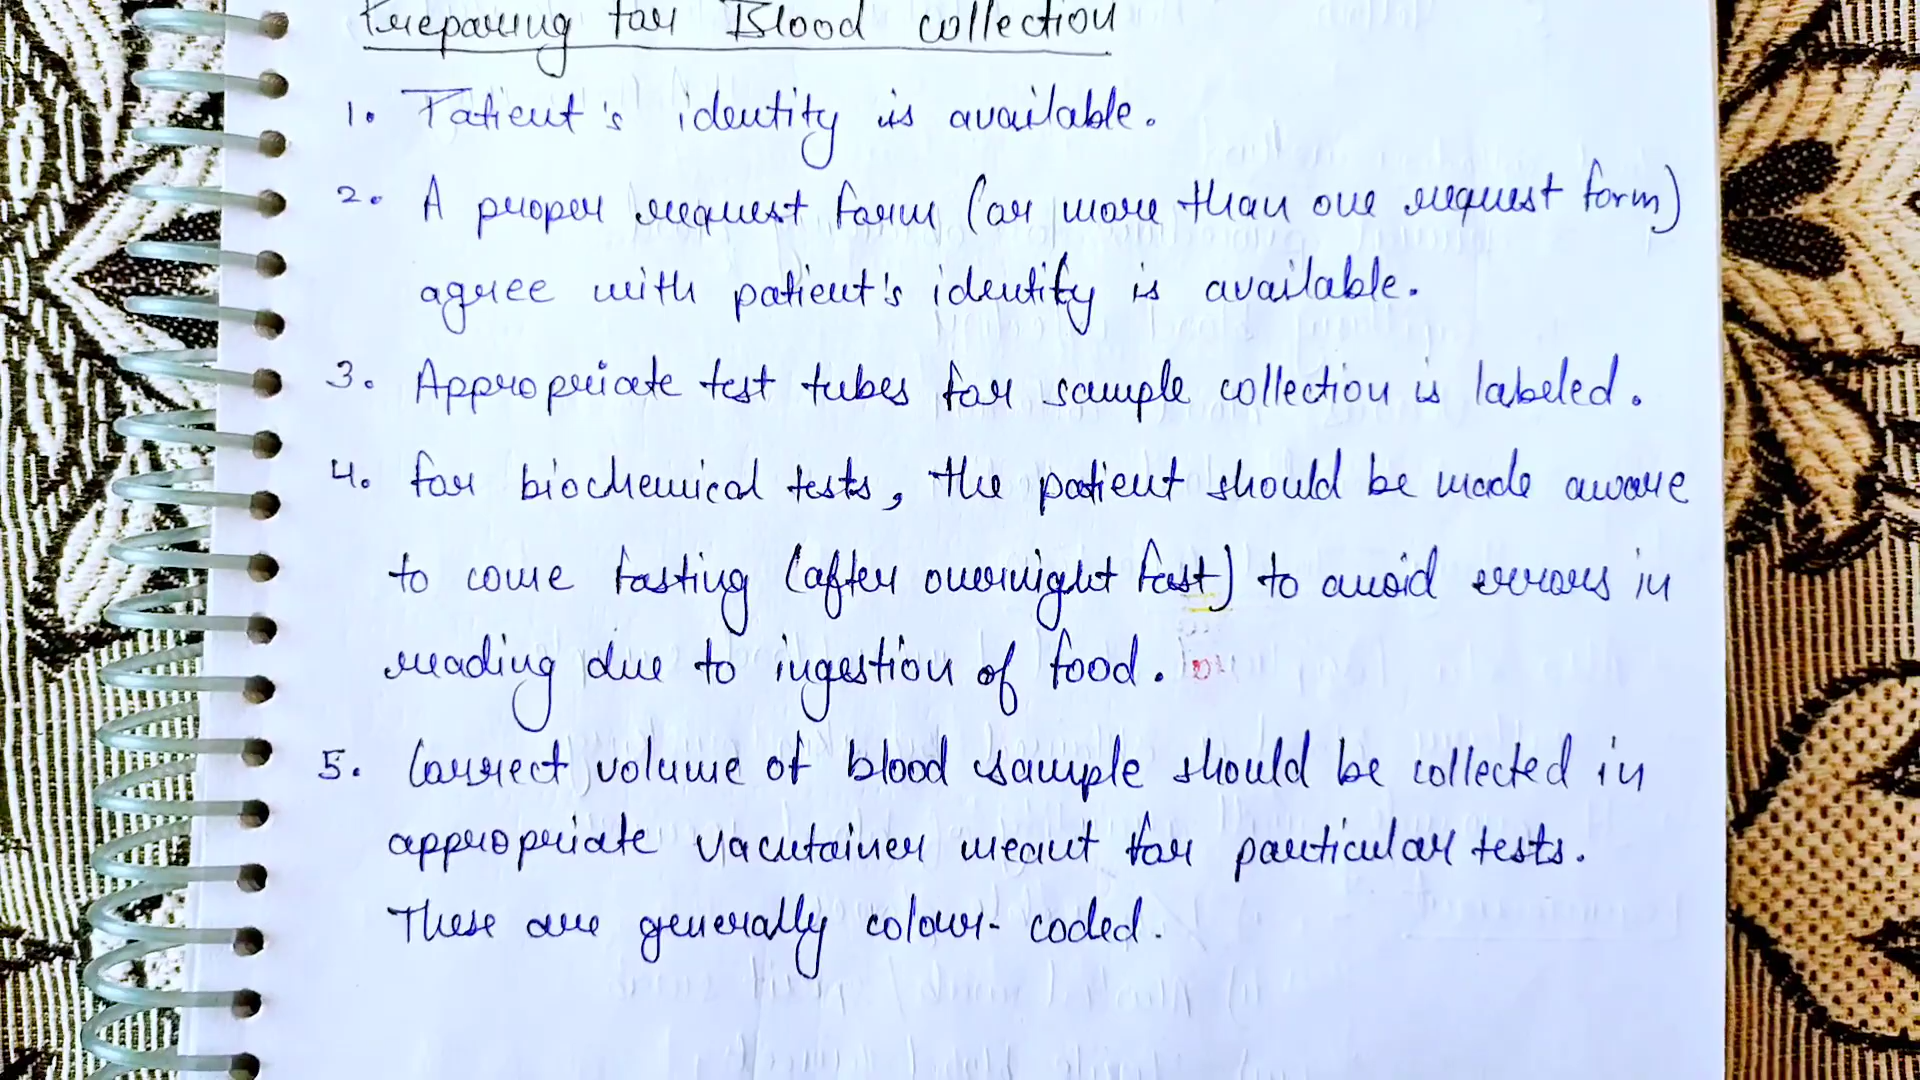 Preparing for Blood collection
1. Patient's identity is available.
2. A proper request form (or more than one request form)
agree with patient's identity is available.
3. Appropriate test tubes for sample collection is labeled.
4. for biochemical tests, the patient should be made aware
to come fasting (after overnight fast) to avoid errors in
reading due to ingestion of food.
5. Correct volume of blood sample should be collected in
appropriate vacutainer meant for particular tests.
These are generally colour-coded.